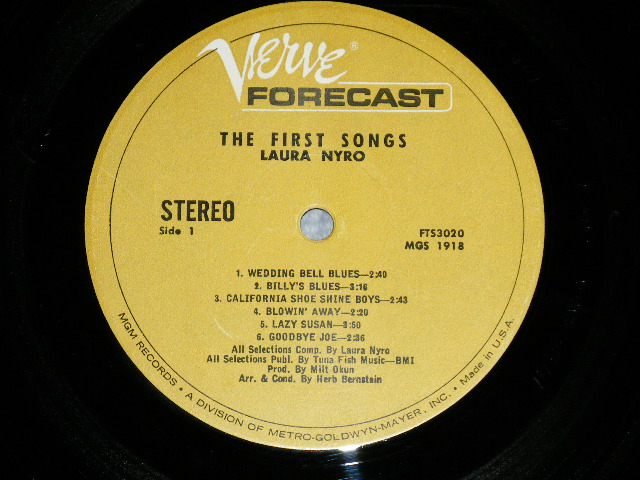 Verve®
FORECAST
THE FIRST SONGS
LAURA NYRO
STEREO
Side 1
FTS3020
MGS 1918
1. WEDDING BELL BLUES—2:40
2. BILLY'S BLUES—3:16
3. CALIFORNIA SHOE SHINE BOYS—2:43
4. BLOWIN' AWAY—2:20
5. LAZY SUSAN—3:50
6. GOODBYE JOE—2:36
All Selections Comp. By Laura Nyro
All Selections Publ. By Tuna Fish Music—BMI
Prod. By Milt Okun
Arr. & Cond. By Herb Bernstein
MGM RECORDS • A DIVISION OF METRO-GOLDWYN-MAYER, INC. • Made in U.S.A.